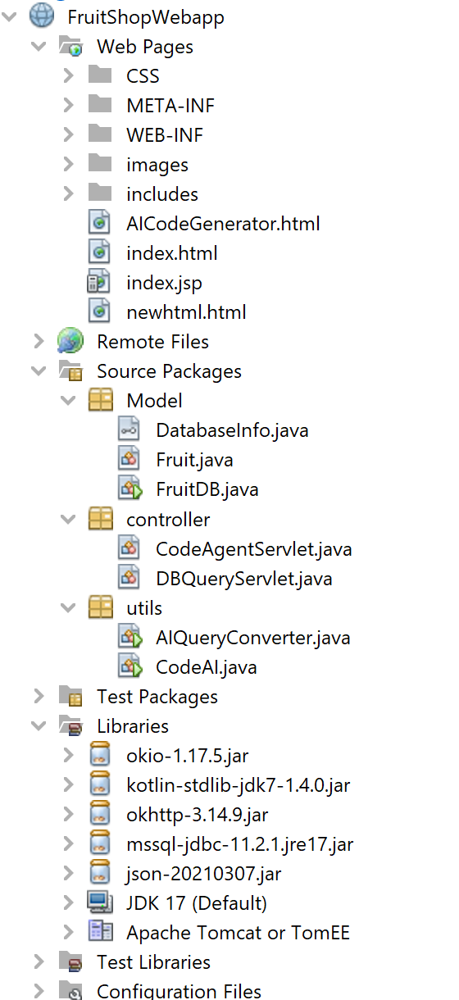 FruitShopWebapp
Web Pages
CSS
META-INF
WEB-INF
images
includes
AICodeGenerator.html
index.html
index.jsp
newhtml.html
Remote Files
Source Packages
Model
DatabaseInfo.java
Fruit.java
FruitDB.java
controller
CodeAgentServlet.java
DBQueryServlet.java
utils
AIQueryConverter.java
CodeAI.java
Test Packages
Libraries
okio-1.17.5.jar
kotlin-stdlib-jdk7-1.4.0.jar
okhttp-3.14.9.jar
mssql-jdbc-11.2.1.jre17.jar
json-20210307.jar
JDK 17 (Default)
Apache Tomcat or TomEE
Test Libraries
Configuration Files